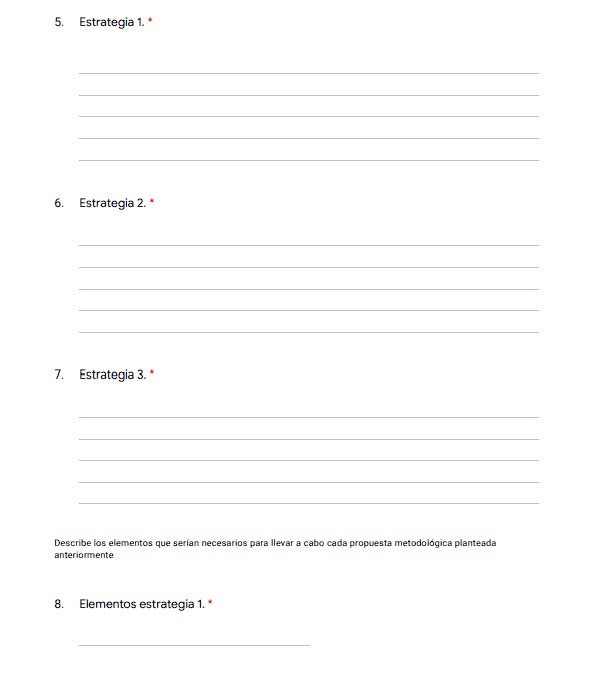 5. Estrategia 1. *
6. Estrategia 2. *
7. Estrategia 3. *
Describe los elementos que serían necesarios para llevar a cabo cada propuesta metodológica planteada
anteriormente
8. Elementos estrategia 1. *